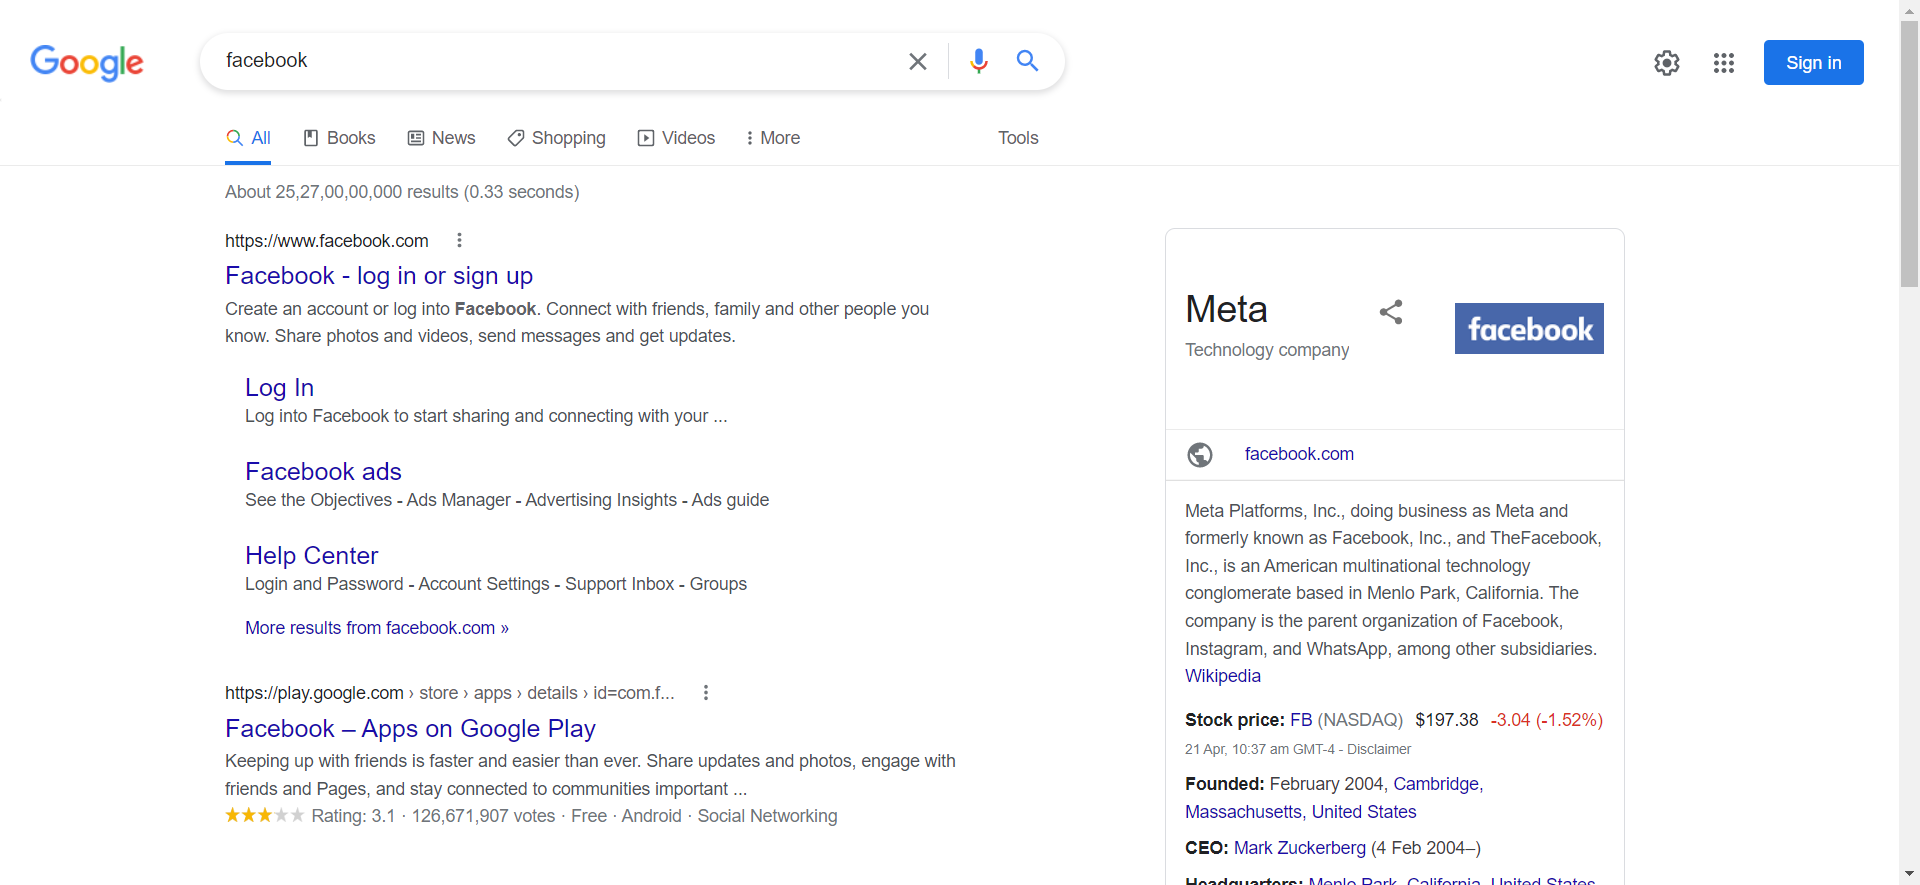 Google
facebook
Sign in
All
Books
News
Shopping
Videos
More
Tools
About 25,27,00,00,000 results (0.33 seconds)
https://www.facebook.com
Facebook - log in or sign up
Create an account or log into Facebook. Connect with friends, family and other people you
know. Share photos and videos, send messages and get updates.
Log In
Log into Facebook to start sharing and connecting with your ...
Facebook ads
See the Objectives - Ads Manager - Advertising Insights - Ads guide
Help Center
Login and Password - Account Settings - Support Inbox - Groups
More results from facebook.com »
https://play.google.com › store › apps › details › id=com.f...
Facebook – Apps on Google Play
Keeping up with friends is faster and easier than ever. Share updates and photos, engage with
friends and Pages, and stay connected to communities important ...
Rating: 3.1 · 126,671,907 votes · Free · Android · Social Networking
Meta
Technology company
facebook
facebook.com
Meta Platforms, Inc., doing business as Meta and
formerly known as Facebook, Inc., and TheFacebook,
Inc., is an American multinational technology
conglomerate based in Menlo Park, California. The
company is the parent organization of Facebook,
Instagram, and WhatsApp, among other subsidiaries.
Wikipedia
Stock price: FB (NASDAQ) $197.38 -3.04 (-1.52%)
21 Apr, 10:37 am GMT-4 - Disclaimer
Founded: February 2004, Cambridge,
Massachusetts, United States
CEO: Mark Zuckerberg (4 Feb 2004–)
Headquarters: Menlo Park, California, United States